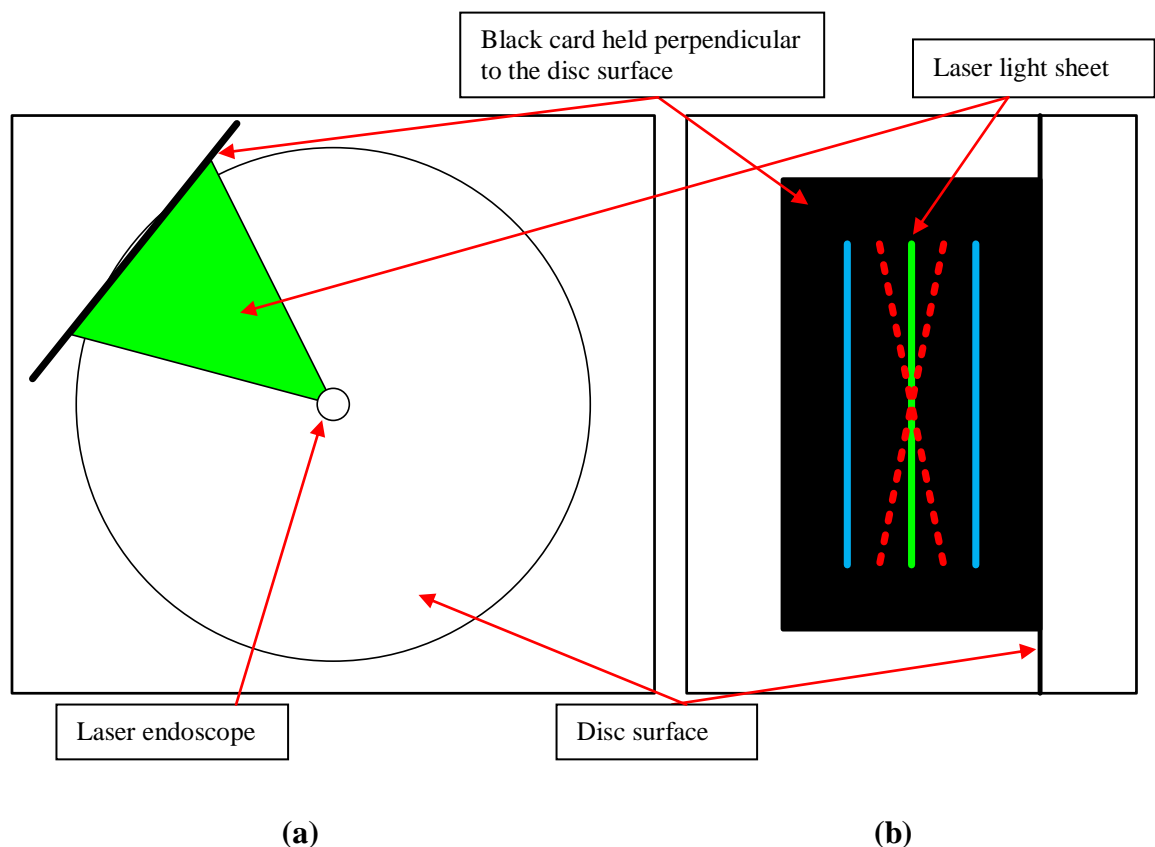 Black card held perpendicular
to the disc surface
Laser light sheet
Laser endoscope
Disc surface
(a)
(b)